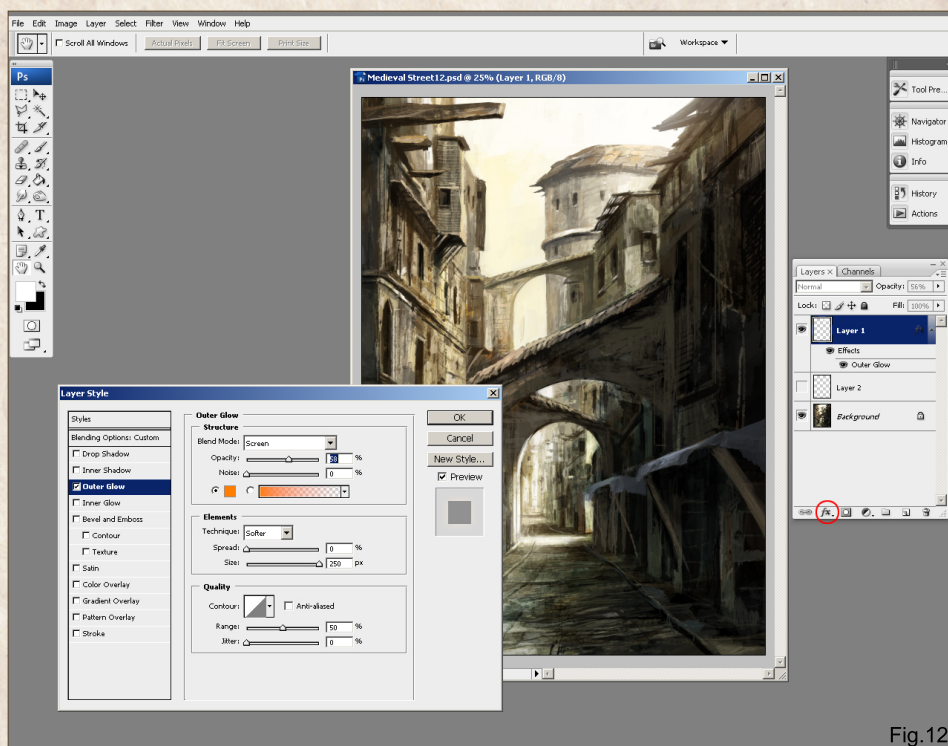 File Edit Image Layer Select Filter View Window Help
Scroll All Windows Actual Pixels Fit Screen Print Size Workspace
Ps
Medieval Street12.psd @ 25% (Layer 1, RGB/8)
Tool Pre...
Navigator
Histogram
Info
History
Actions
Layers × Channels
Normal Opacity: 56%
Lock: Fill: 100%
Layer 1
Effects
Outer Glow
Layer 2
Background
fx.
Layer Style
Styles
Blending Options: Custom
Drop Shadow
Inner Shadow
Outer Glow
Inner Glow
Bevel and Emboss
Contour
Texture
Satin
Color Overlay
Gradient Overlay
Pattern Overlay
Stroke
Outer Glow
Structure
Blend Mode: Screen
Opacity: %
Noise: 0 %
Elements
Technique: Softer
Spread: 0 %
Size: 250 px
Quality
Contour: Anti-aliased
Range: 50 %
Jitter: 0 %
OK
Cancel
New Style...
Preview
Fig.12